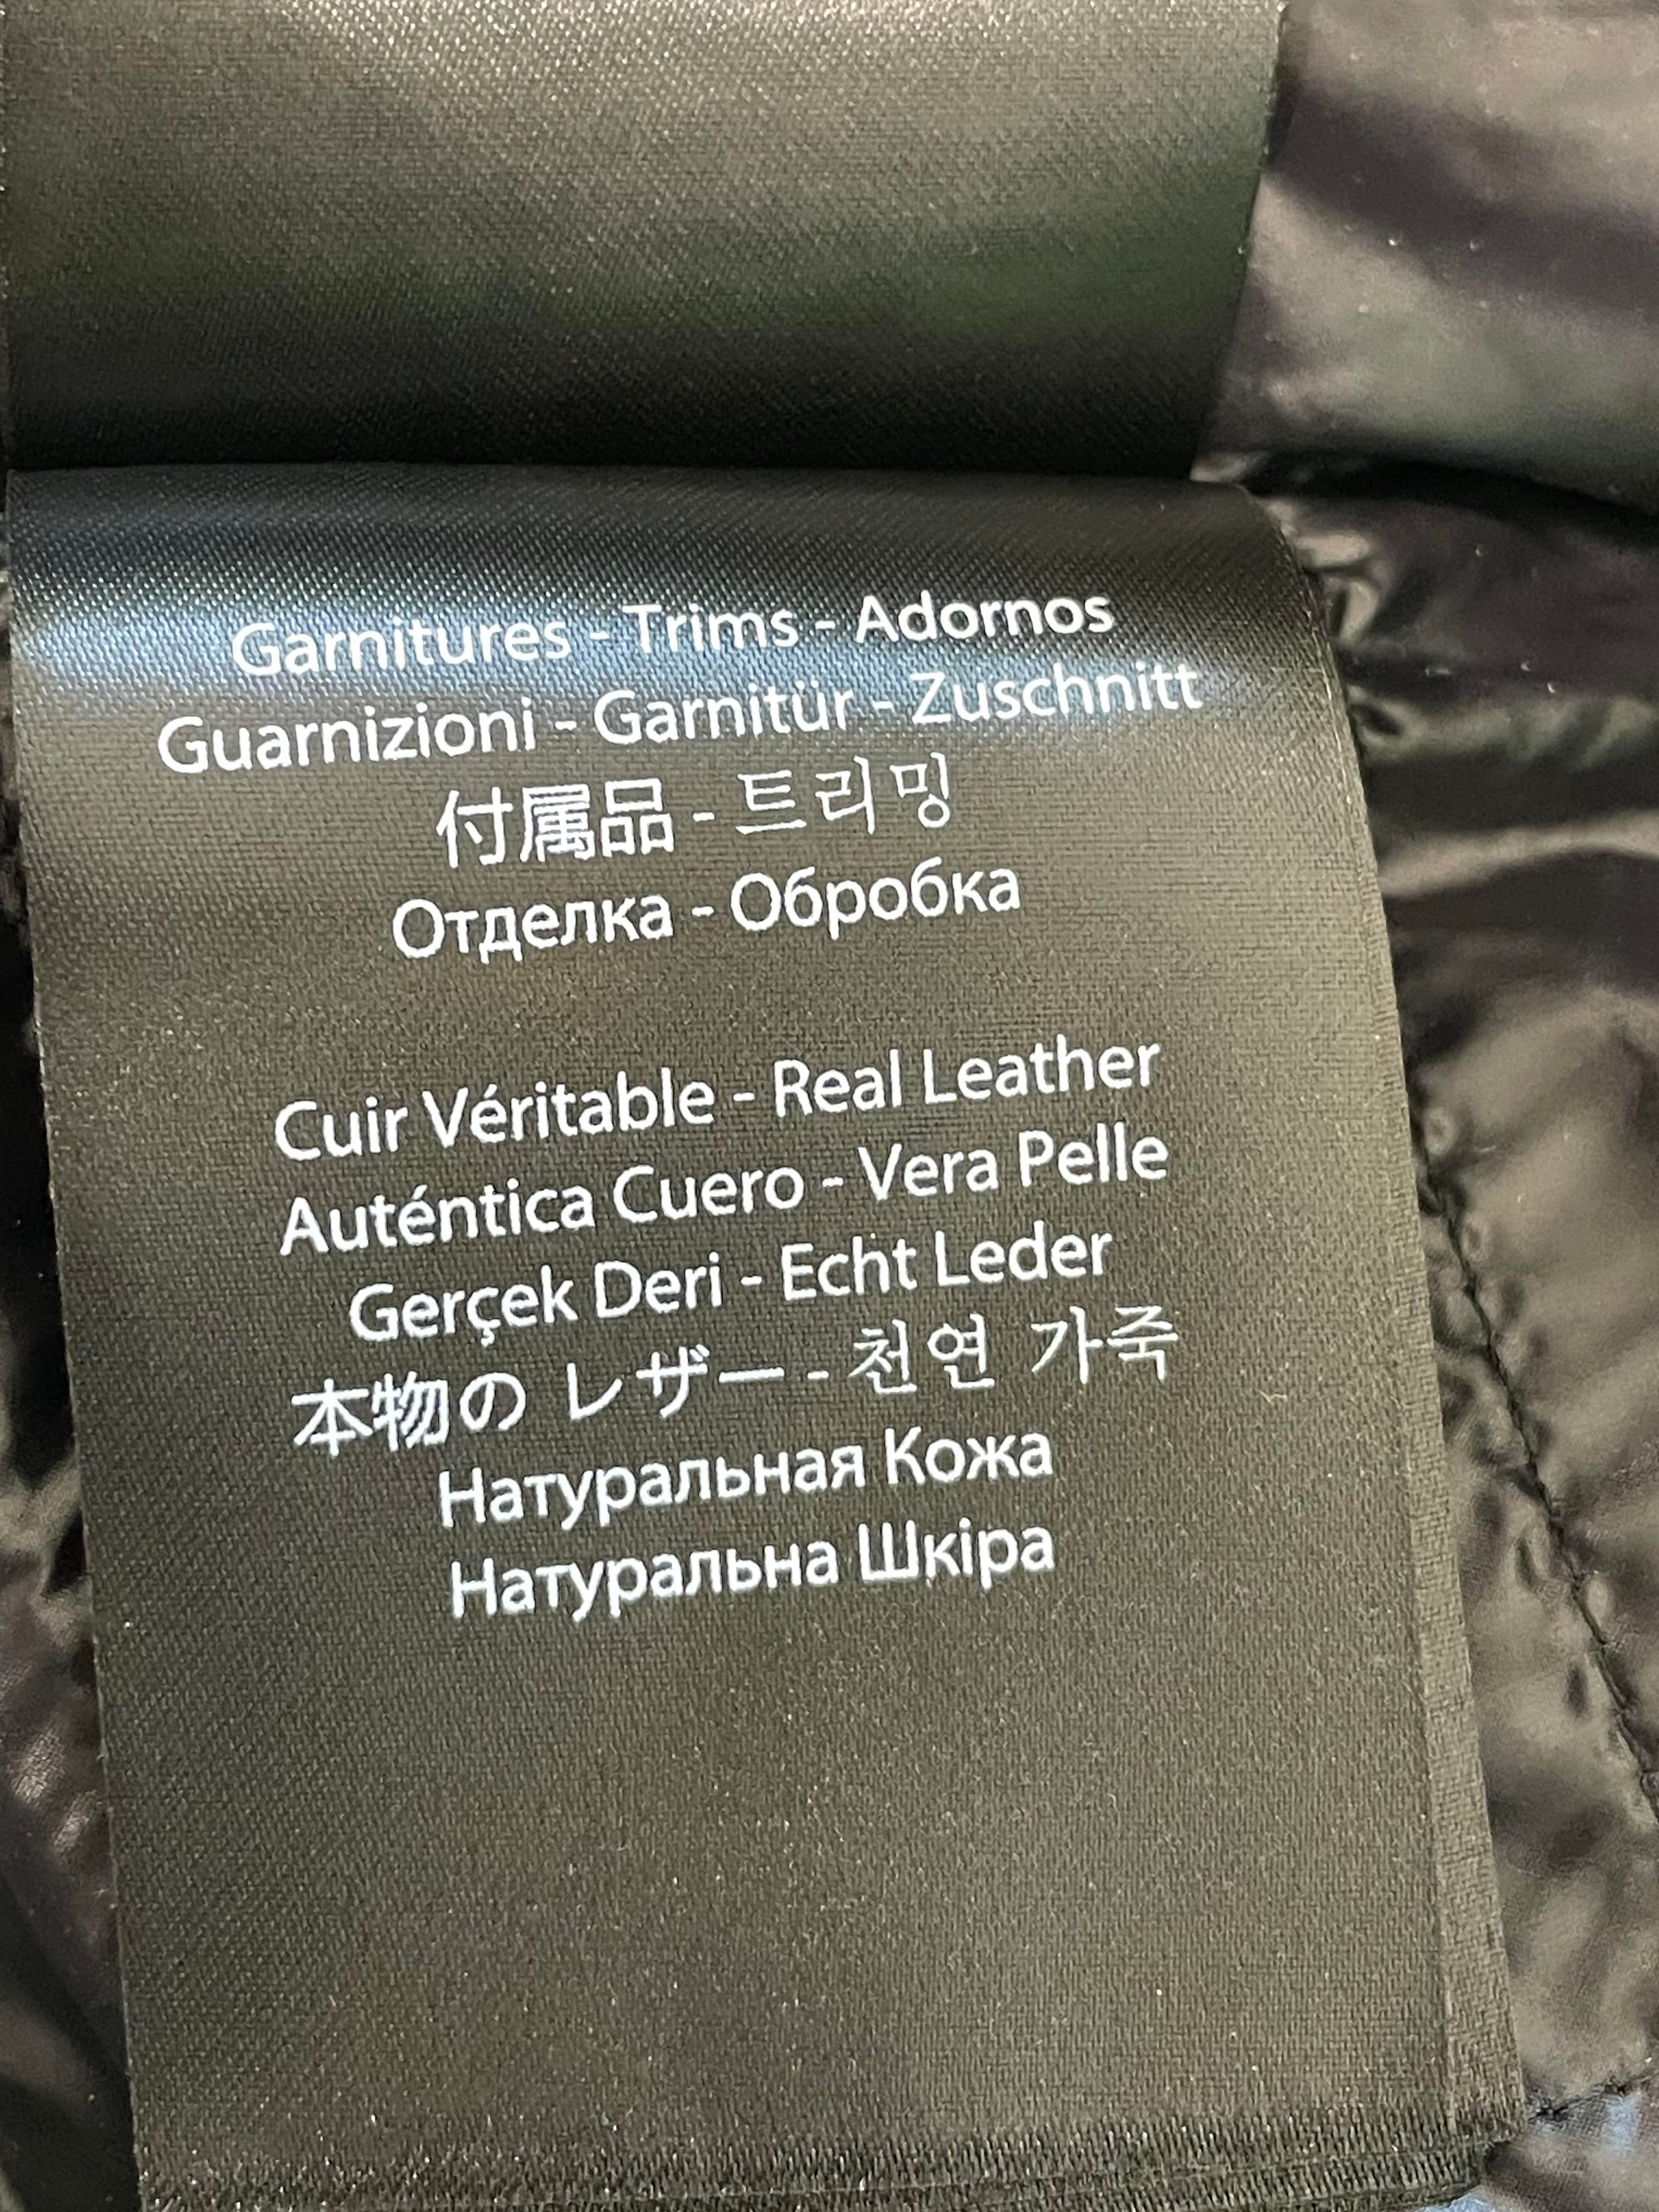 Garnitures - Trims - Adornos
Guarnizioni - Garnitür - Zuschnitt
付属品 - 트리밍
Отделка - Обробка
Cuir Véritable - Real Leather
Auténtica Cuero - Vera Pelle
Gerçek Deri - Echt Leder
本物の レザー - 천연 가죽
Натуральная Кожа
Натуральна Шкіра